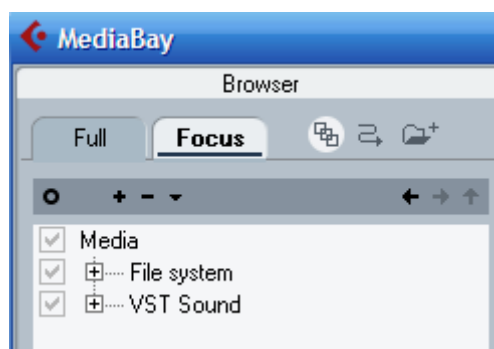 MediaBay
Browser
Full Focus
Media
File system
VST Sound